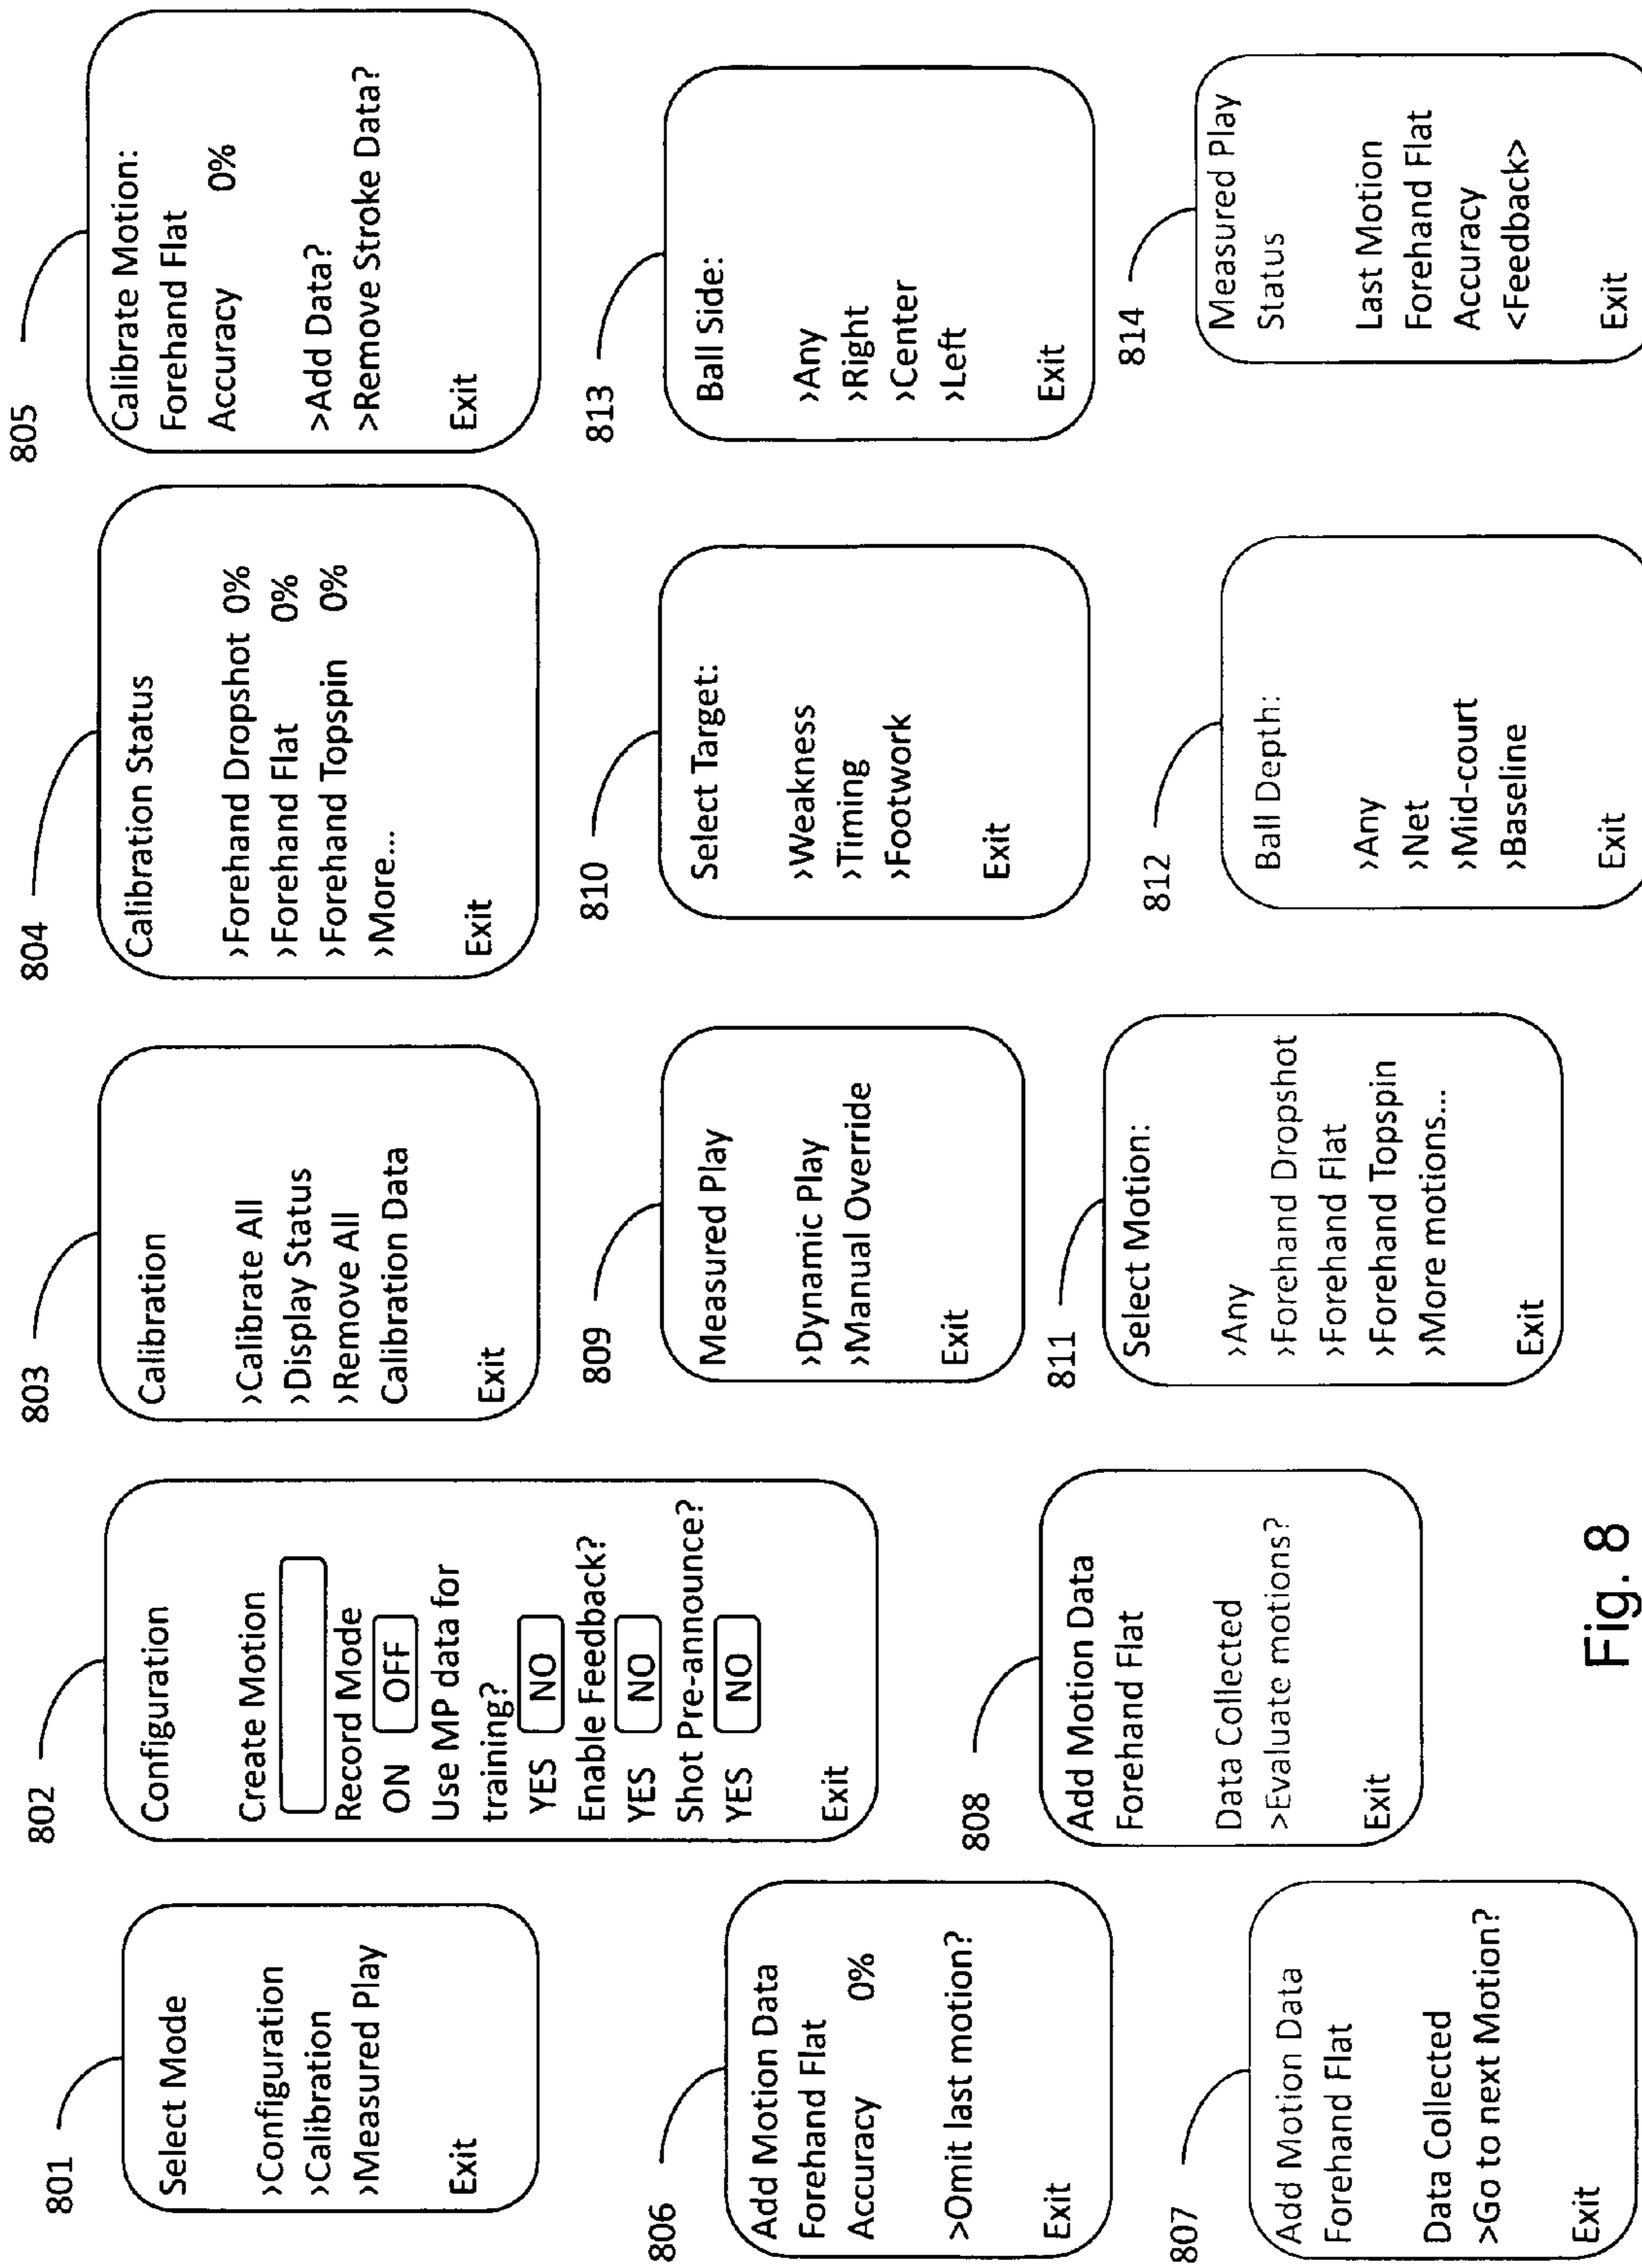 801
Select Mode
>Configuration
>Calibration
>Measured Play
Exit
802
Configuration
Create Motion
Record Mode
ON OFF
Use MP data for
training?
YES NO
Enable Feedback?
YES NO
Shot Pre-announce?
YES NO
Exit
803
Calibration
>Calibrate All
>Display Status
>Remove All
Calibration Data
Exit
804
Calibration Status
>Forehand Dropshot 0%
>Forehand Flat 0%
>Forehand Topspin 0%
>More...
Exit
805
Calibrate Motion:
Forehand Flat
Accuracy 0%
>Add Data?
>Remove Stroke Data?
Exit
806
Add Motion Data
Forehand Flat
Accuracy 0%
>Omit last motion?
Exit
808
Add Motion Data
Forehand Flat
Data Collected
>Evaluate motions?
Exit
809
Measured Play
>Dynamic Play
>Manual Override
Exit
810
Select Target:
>Weakness
>Timing
>Footwork
Exit
813
Ball Side:
>Any
>Right
>Center
>Left
Exit
807
Add Motion Data
Forehand Flat
Data Collected
>Go to next Motion?
Exit
811
Select Motion:
>Any
>Forehand Dropshot
>Forehand Flat
>Forehand Topspin
>More motions...
Exit
812
Ball Depth:
>Any
>Net
>Mid-court
>Baseline
Exit
814
Measured Play
Status
Last Motion
Forehand Flat
Accuracy
<Feedback>
Exit
Fig. 8